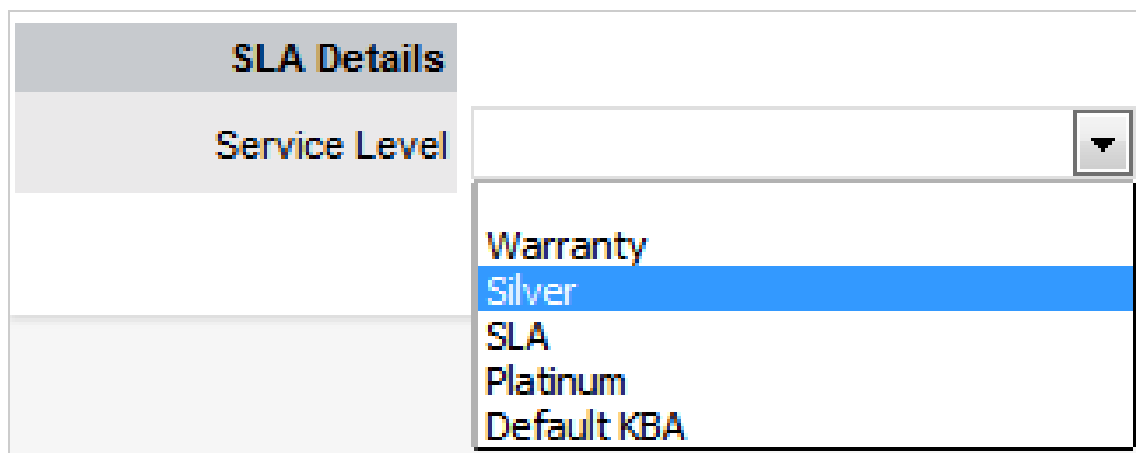 SLA Details
Service Level
Warranty
Silver
SLA
Platinum
Default KBA